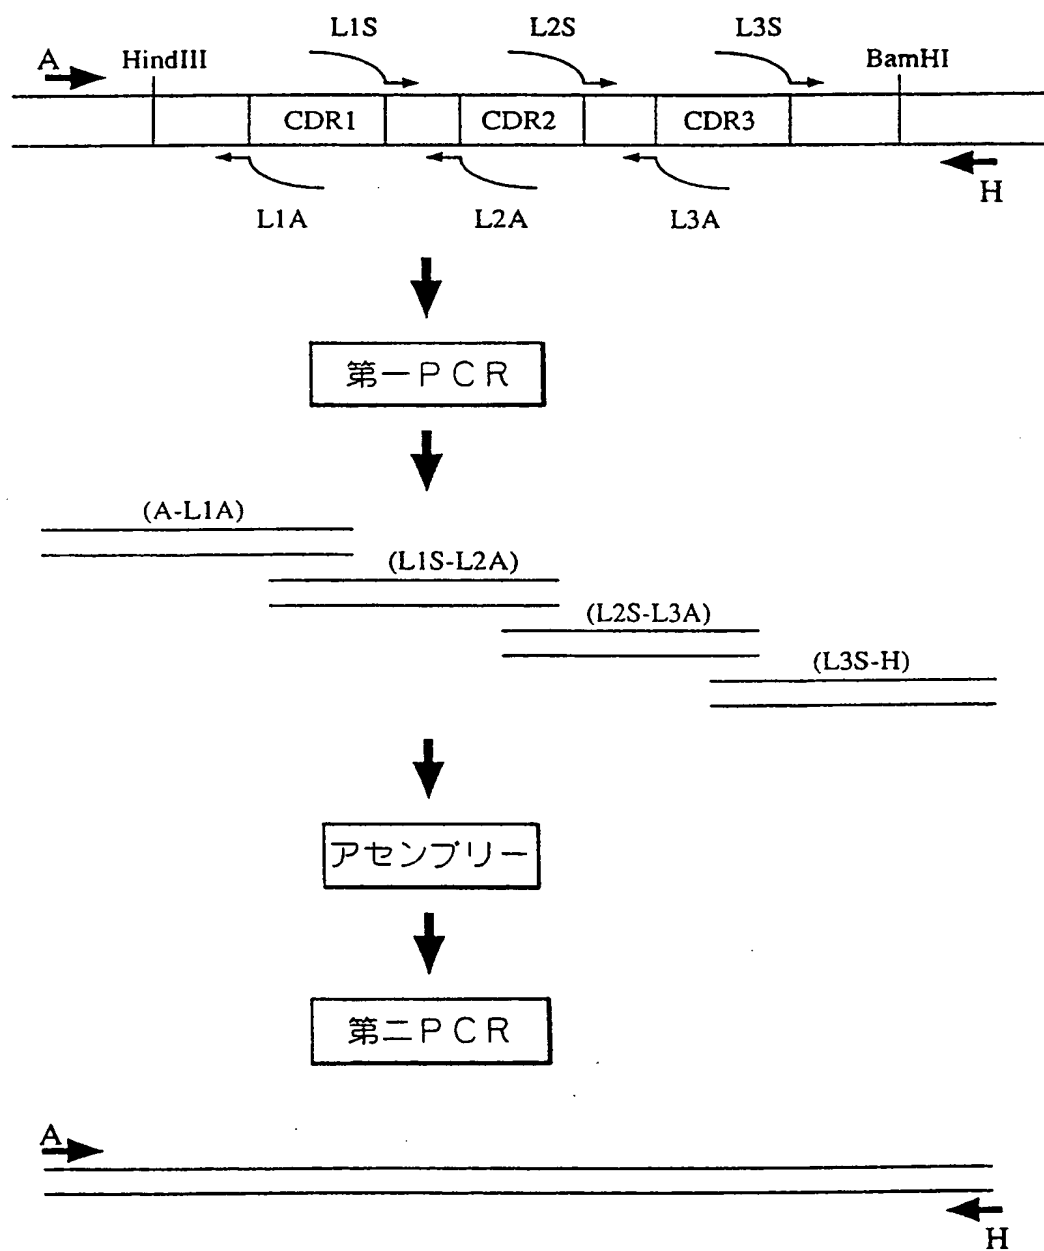 L1S L2S L3S
A HindIII BamHI
CDR1 CDR2 CDR3
L1A L2A L3A H
第一PCR
(A-L1A)
(L1S-L2A)
(L2S-L3A)
(L3S-H)
アセンブリー
第二PCR
A
H